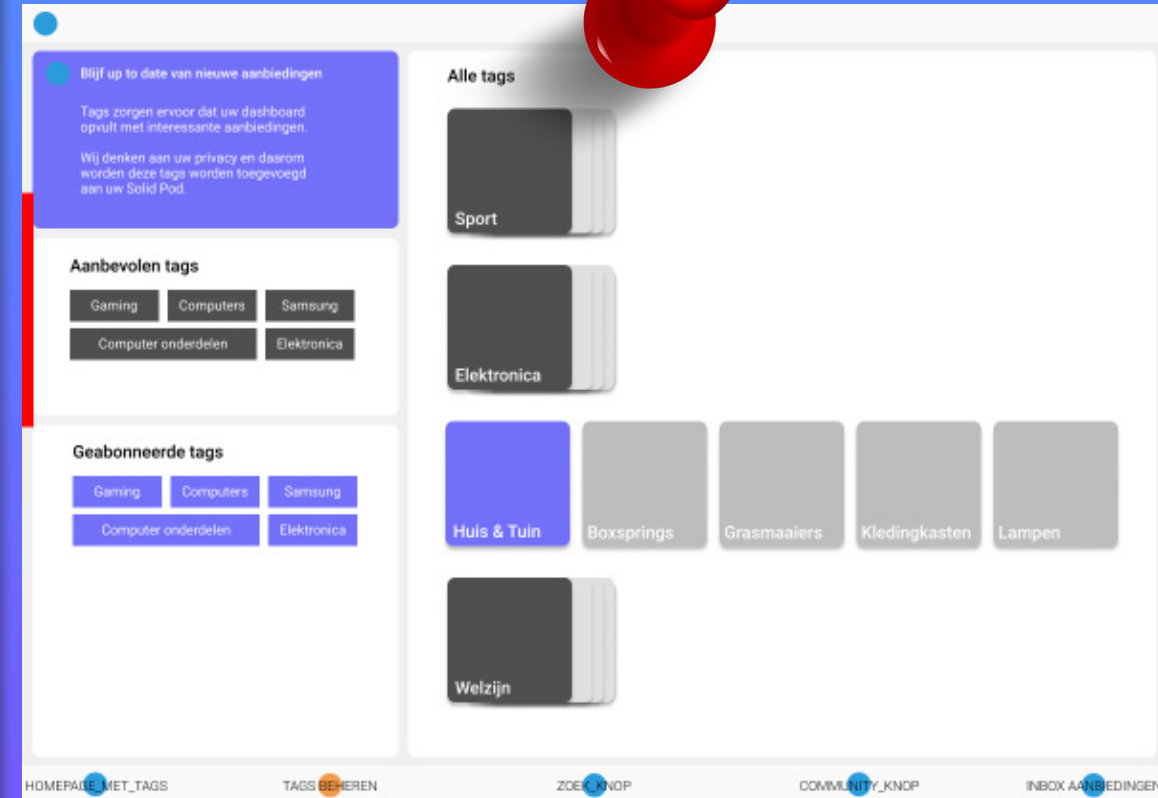 Blijf up to date van nieuwe aanbiedingen
Tags zorgen ervoor dat uw dashboard
opvult met interessante aanbiedingen.
Wij denken aan uw privacy en daarom
worden deze tags worden toegevoegd
aan uw Solid Pod.
Aanbevolen tags
Gaming
Computers
Samsung
Computer onderdelen
Elektronica
Geabonneerde tags
Gaming
Computers
Samsung
Computer onderdelen
Elektronica
Alle tags
Sport
Elektronica
Huis & Tuin
Boxsprings
Grasmaaiers
Kledingkasten
Lampen
Welzijn
HOMEPAGE_MET_TAGS
TAGS BEHEREN
ZOEK_KNOP
COMMUNITY_KNOP
INBOX AANBIEDINGEN